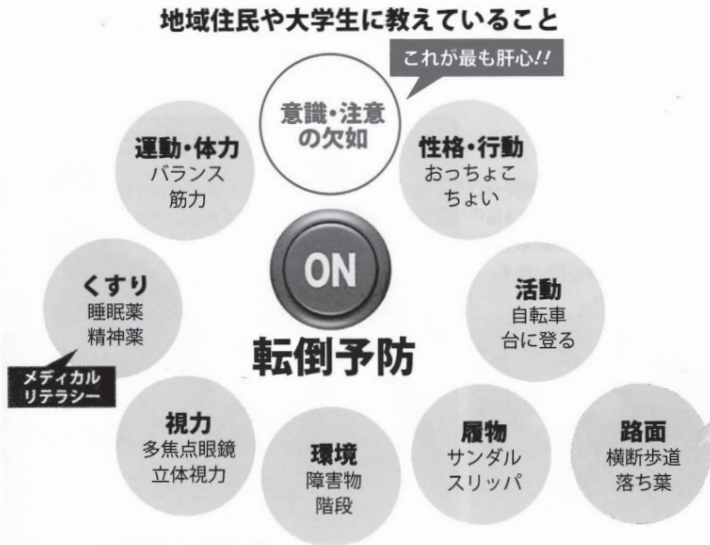 地域住民や大学生に教えていること
これが最も肝心!!
意識・注意
の欠如
運動・体力
バランス
筋力
性格・行動
おっちょこ
ちょい
くすり
睡眠薬
精神薬
メディカル
リテラシー
ON
転倒予防
活動
自転車
台に登る
視力
多焦点眼鏡
立体視力
環境
障害物
階段
履物
サンダル
スリッパ
路面
横断歩道
落ち葉